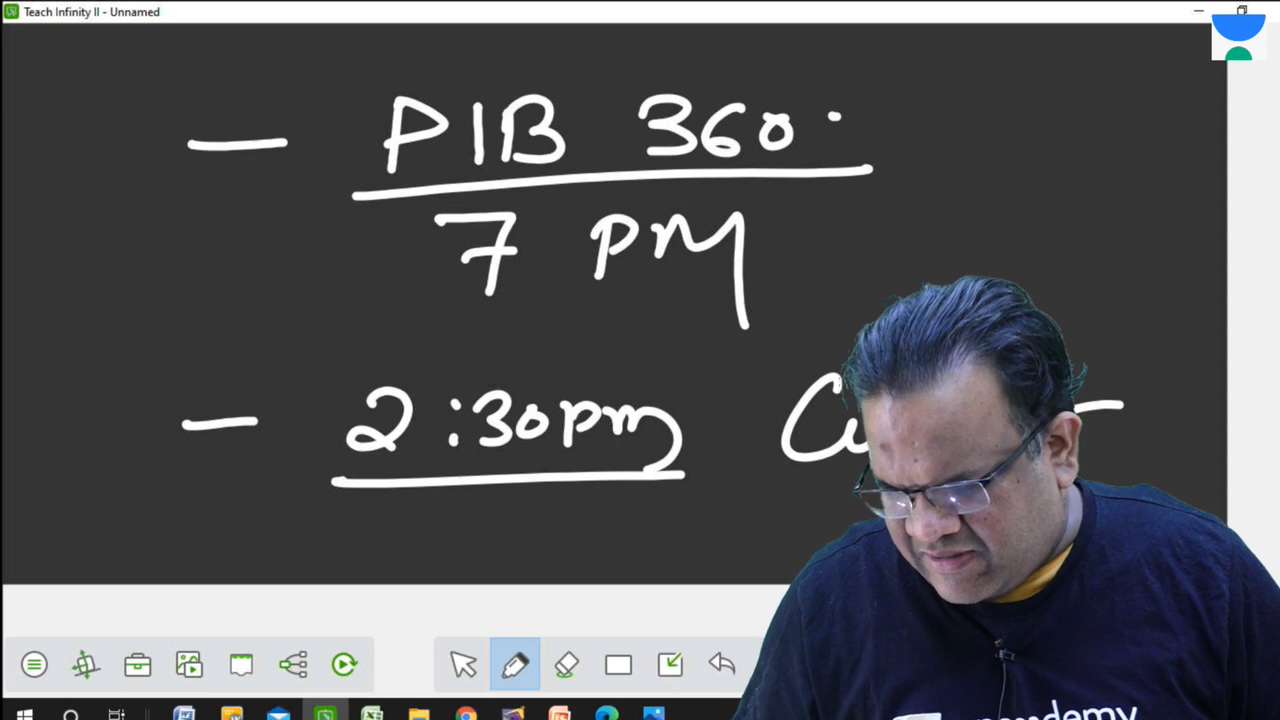 Teach Infinity II - Unnamed
— PIB 360°
7 PM
— 2:30pm